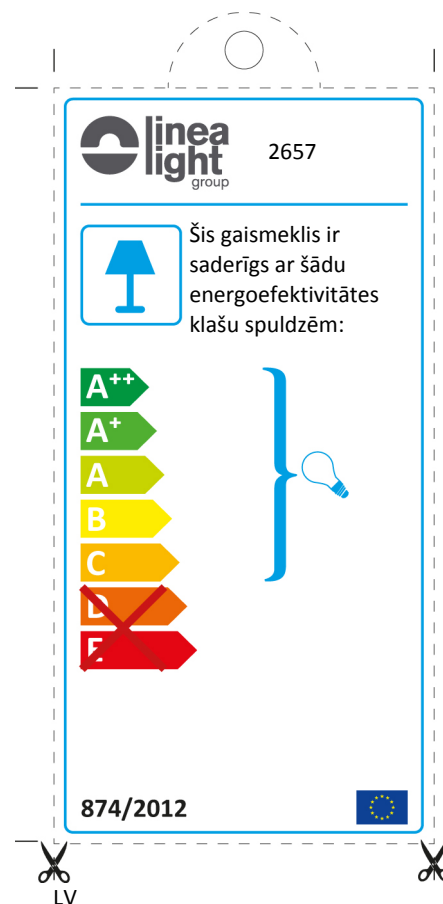 linea
light
group
2657
Šis gaismeklis ir
saderīgs ar šādu
energoefektivitātes
klašu spuldzēm:
A++
A+
A
B
C
D
E
874/2012
LV